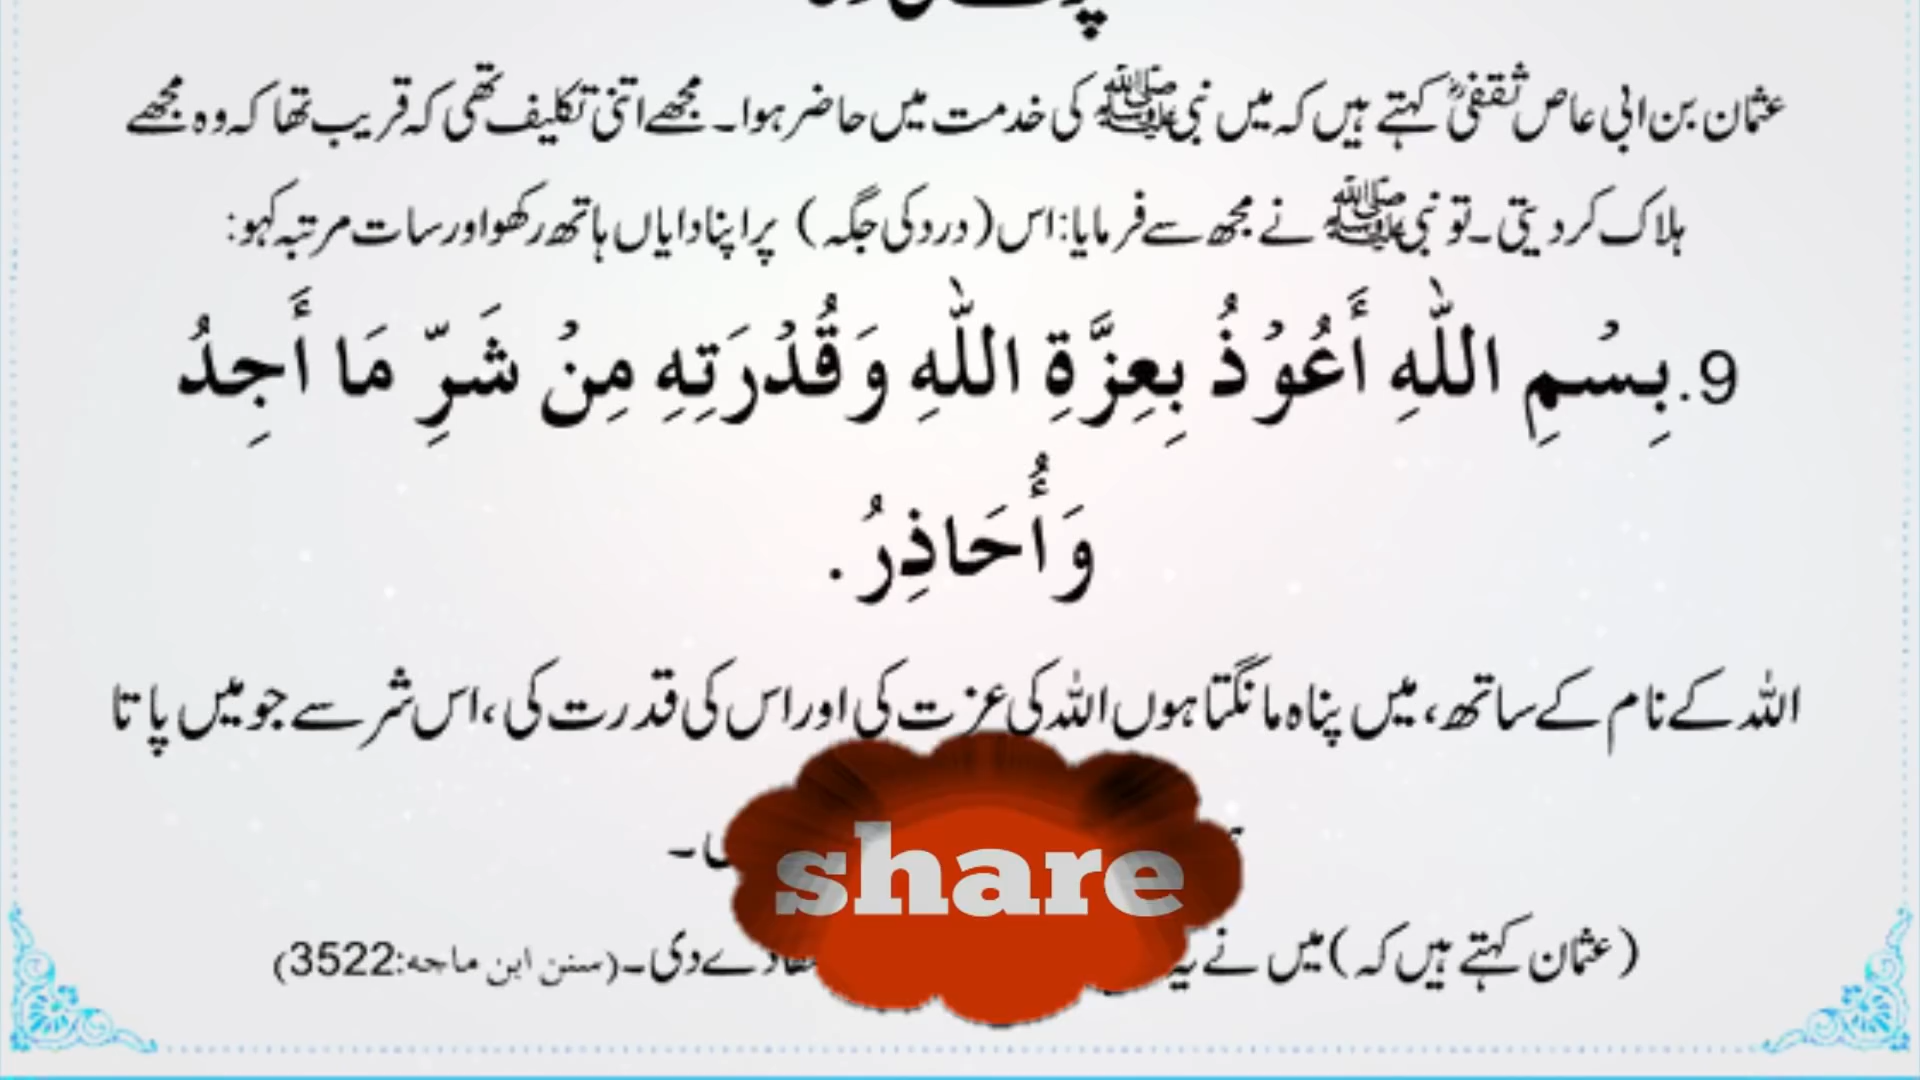 عثمان بن ابی عاص ثقفیؓ کہتے ہیں کہ میں نبی ﷺ کی خدمت میں حاضر ہوا۔ مجھے اتنی تکلیف تھی کہ قریب تھا کہ وہ مجھے
ہلاک کردیتی۔ تو نبی ﷺ نے مجھ سے فرمایا: اس (درد کی جگہ) پر اپنا دایاں ہاتھ رکھو اور سات مرتبہ کہو:
9. بِسْمِ اللّٰهِ أَعُوْذُ بِعِزَّةِ اللّٰهِ وَقُدْرَتِهِ مِنْ شَرِّ مَا أَجِدُ
وَأُحَاذِرُ.
اللہ کے نام کے ساتھ، میں پناہ مانگتا ہوں اللہ کی عزت کی اور اس کی قدرت کی، اس شر سے جو میں پاتا
share
(عثمان کہتے ہیں کہ) میں نے یہ دے دی۔ (سنن ابن ماجہ:3522)